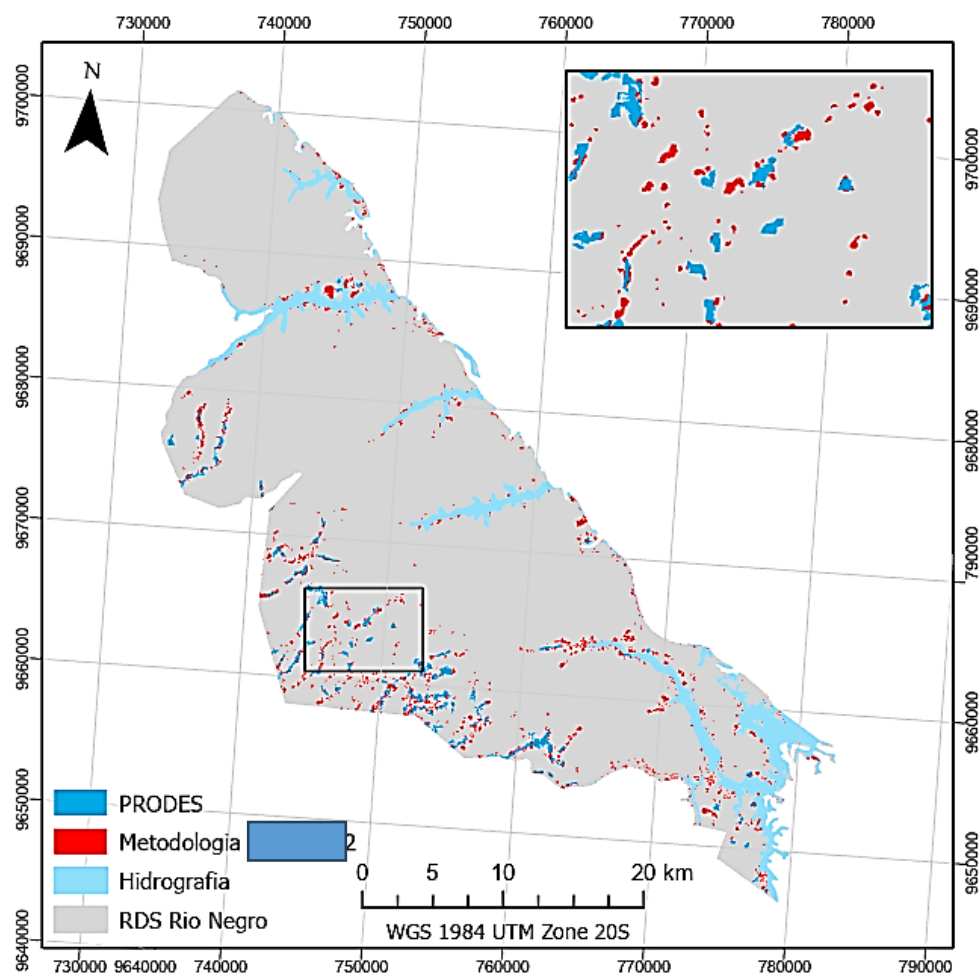 730000 740000 750000 760000 770000 780000
N
9700000
9690000
9680000
9670000
9660000
9650000
9640000
9700000
9690000
9680000
790000
9660000
9650000
PRODES
Metodologia 2
Hidrografia
RDS Rio Negro
0 5 10 20 km
WGS 1984 UTM Zone 20S
730000 9640000 740000 750000 760000 770000 780000 790000